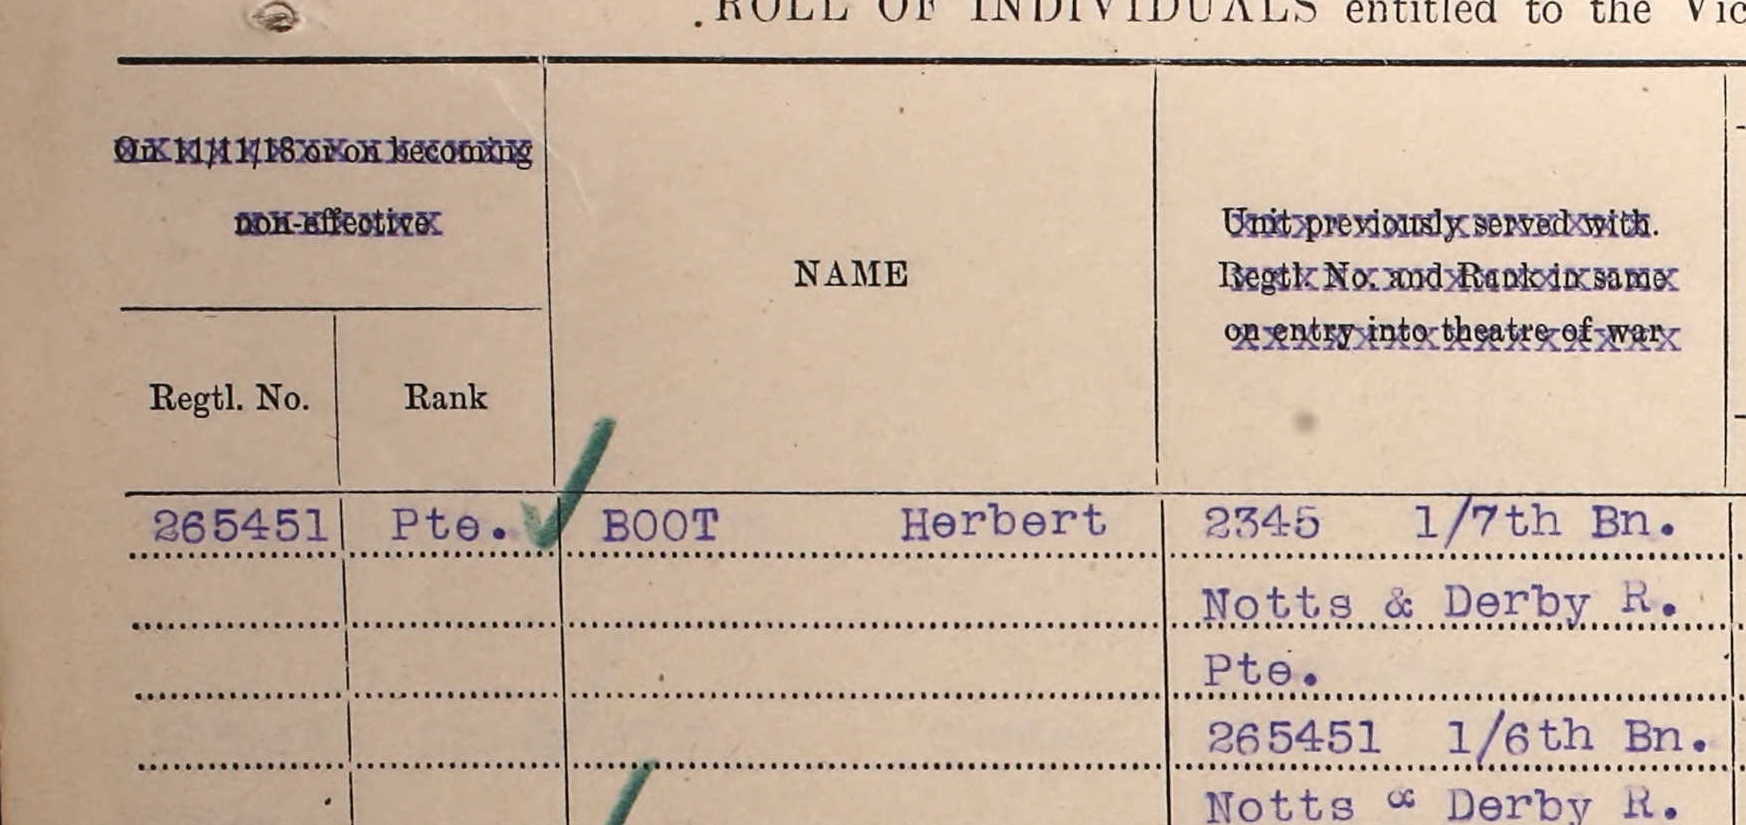 ROLL OF INDIVIDUALS entitled to the Vic
On 11/11/18 or on becoming
non-effective.
Regtl. No.
Rank
NAME
Unit previously served with.
Regtl. No. and Rank in same
on entry into theatre of war
265451 Pte. BOOT Herbert 2345 1/7th Bn.
Notts & Derby R.
Pte.
265451 1/6th Bn.
Notts & Derby R.